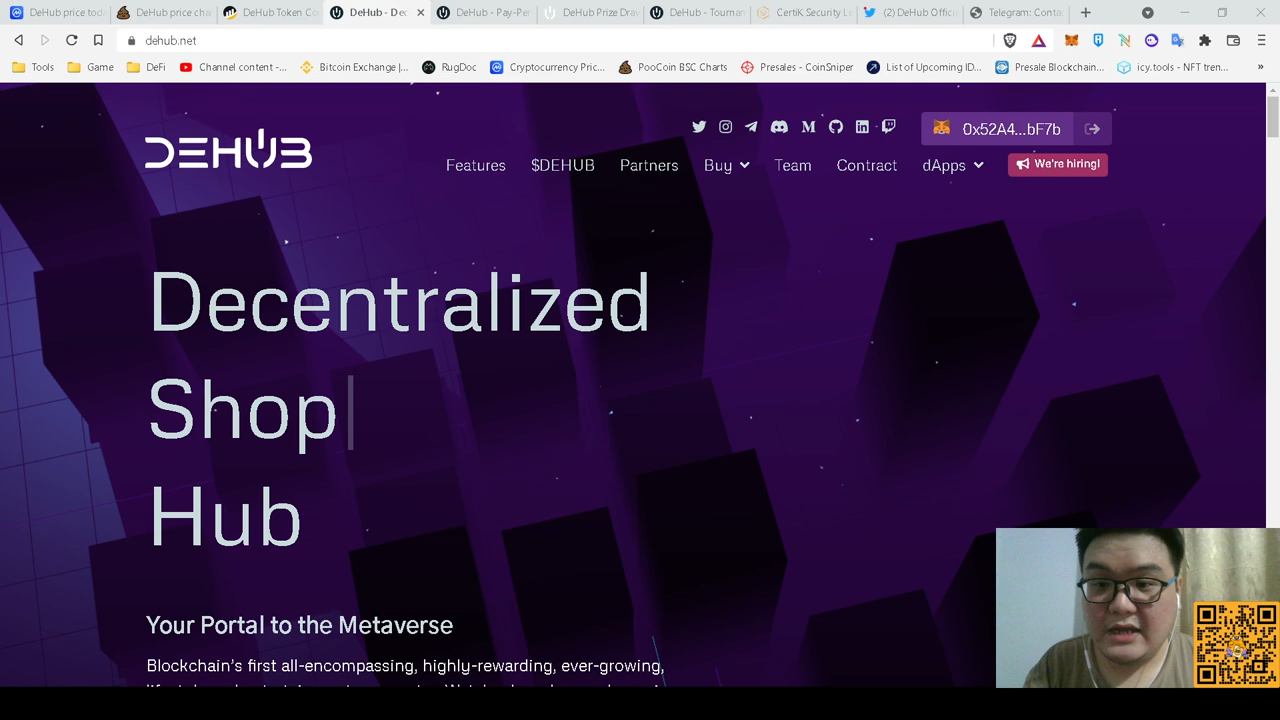 DeHub price tod
DeHub price cha
DeHub Token Co
DeHub - Dec
DeHub - Pay-Per
DeHub Prize Draw
DeHub - Tournam
CertiK Security Le
(2) DeHub Offici
Telegram: Conta
dehub.net
Tools
Game
DeFi
Channel content -...
Bitcoin Exchange |...
RugDoc
Cryptocurrency Pric...
PooCoin BSC Charts
Presales - CoinSniper
List of Upcoming ID...
Presale Blockchain...
icy.tools - NFT tren...
»
DEHUB
0x52A4...bF7b
Features
$DEHUB
Partners
Buy
Team
Contract
dApps
We're hiring!
Decentralized
Shop
Hub
Your Portal to the Metaverse
Blockchain's first all-encompassing, highly-rewarding, ever-growing,